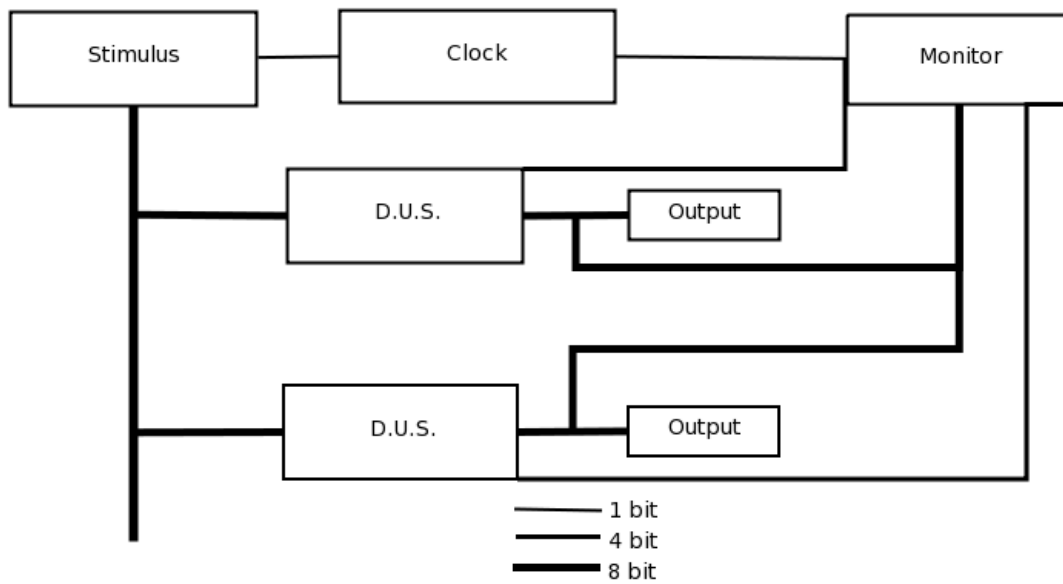 Stimulus
Clock
Monitor
D.U.S.
Output
D.U.S.
Output
1 bit
4 bit
8 bit